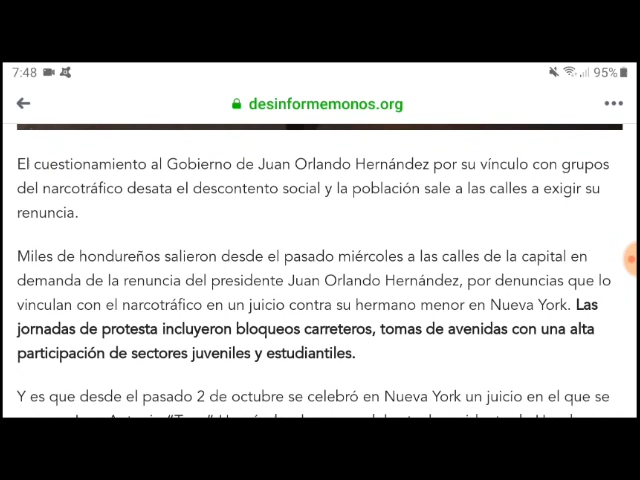 7:48
95%
desinformemonos.org
El cuestionamiento al Gobierno de Juan Orlando Hernández por su vínculo con grupos
del narcotráfico desata el descontento social y la población sale a las calles a exigir su
renuncia.
Miles de hondureños salieron desde el pasado miércoles a las calles de la capital en
demanda de la renuncia del presidente Juan Orlando Hernández, por denuncias que lo
vinculan con el narcotráfico en un juicio contra su hermano menor en Nueva York. Las
jornadas de protesta incluyeron bloqueos carreteros, tomas de avenidas con una alta
participación de sectores juveniles y estudiantiles.
Y es que desde el pasado 2 de octubre se celebró en Nueva York un juicio en el que se